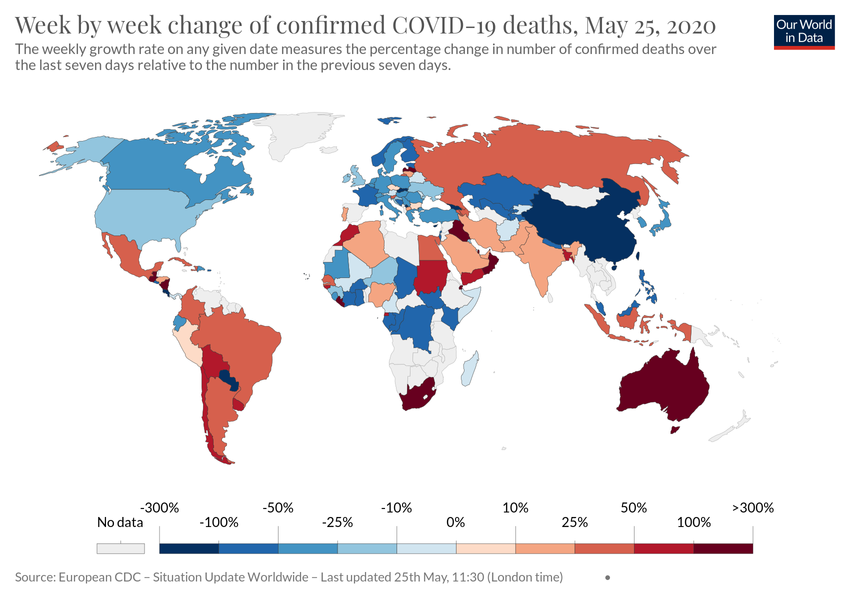 Week by week change of confirmed COVID-19 deaths, May 25, 2020
Our World
in Data
The weekly growth rate on any given date measures the percentage change in number of confirmed deaths over
the last seven days relative to the number in the previous seven days.
-300% -50% -10% 10% 50% >300%
No data -100% -25% 0% 25% 100%
Source: European CDC – Situation Update Worldwide – Last updated 25th May, 11:30 (London time)